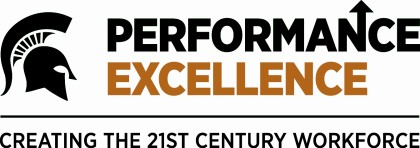 PERFORMANCE
EXCELLENCE
CREATING THE 21ST CENTURY WORKFORCE